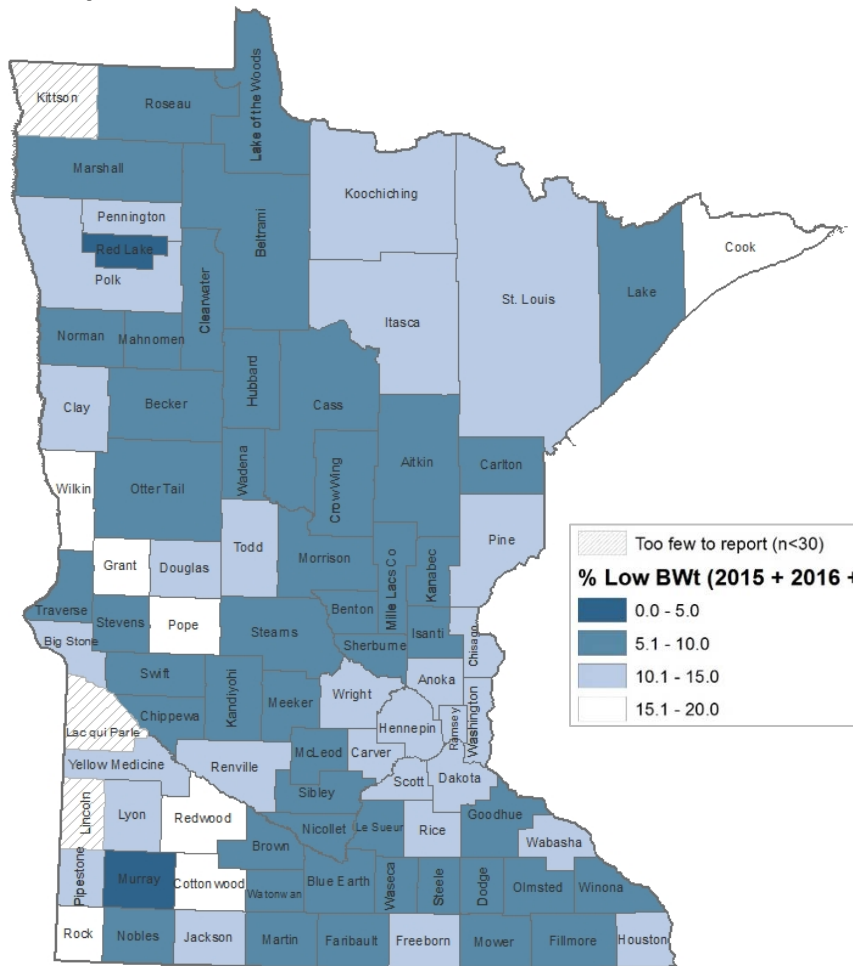 Kittson
Roseau
Lake of the Woods
Marshall
Koochiching
Pennington
Beltrami
St. Louis
Cook
Red Lake
Polk
Clearwater
Itasca
Lake
Norman
Mahnomen
Hubbard
Clay
Becker
Cass
Wadena
Crow Wing
Aitkin
Carlton
Wilkin
Otter Tail
Pine
Grant
Douglas
Todd
Morrison
Mille Lacs Co
Kanabec
Traverse
Stevens
Pope
Stearns
Benton
Isanti
Chisago
Big Stone
Sherburne
Swift
Kandiyohi
Meeker
Wright
Anoka
Chippewa
Hennepin
Ramsey
Washington
Lac qui Parle
Yellow Medicine
Renville
McLeod
Carver
Scott
Dakota
Sibley
Lincoln
Lyon
Redwood
Nicollet
Le Sueur
Rice
Goodhue
Wabasha
Brown
Pipestone
Murray
Cottonwood
Watonwan
Blue Earth
Waseca
Steele
Dodge
Olmsted
Winona
Rock
Nobles
Jackson
Martin
Faribault
Freeborn
Mower
Fillmore
Houston
Too few to report (n<30)
% Low BWt (2015 + 2016 +
0.0 - 5.0
5.1 - 10.0
10.1 - 15.0
15.1 - 20.0